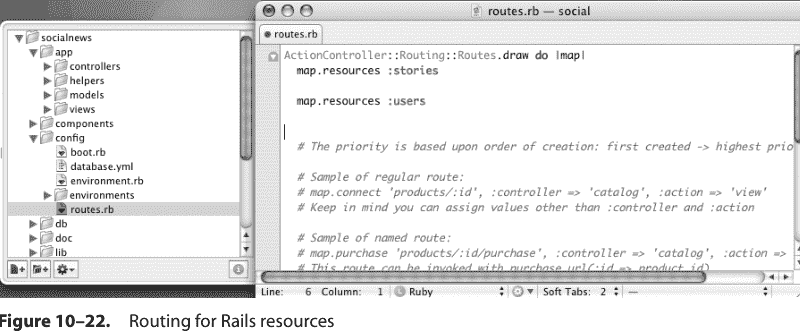 routes.rb — social
socialnews
app
controllers
helpers
models
views
components
config
boot.rb
database.yml
environment.rb
environments
routes.rb
db
doc
lib
routes.rb
ActionController::Routing::Routes.draw do |map|
map.resources :stories
map.resources :users
# The priority is based upon order of creation: first created -> highest prio
# Sample of regular route:
# map.connect 'products/:id', :controller => 'catalog', :action => 'view'
# Keep in mind you can assign values other than :controller and :action
# Sample of named route:
# map.purchase 'products/:id/purchase', :controller => 'catalog', :action =>
# This route can be invoked with purchase_url(:id => product.id)
Line: 6 Column: 1 Ruby Soft Tabs: 2 —
Figure 10–22. Routing for Rails resources